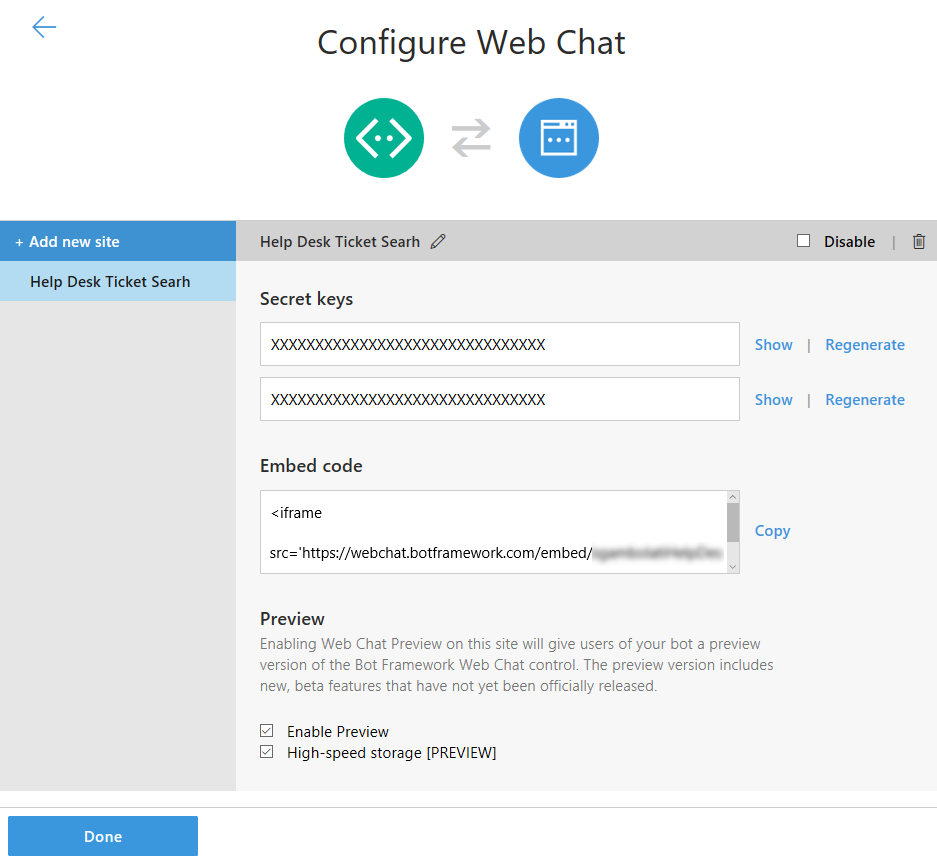 Configure Web Chat
+ Add new site
Help Desk Ticket Searh
Help Desk Ticket Searh
Disable |
Secret keys
XXXXXXXXXXXXXXXXXXXXXXXXXXXXXXX
Show | Regenerate
XXXXXXXXXXXXXXXXXXXXXXXXXXXXXXX
Show | Regenerate
Embed code
<iframe
src='https://webchat.botframework.com/embed/
Copy
Preview
Enabling Web Chat Preview on this site will give users of your bot a preview
version of the Bot Framework Web Chat control. The preview version includes
new, beta features that have not yet been officially released.
Enable Preview
High-speed storage [PREVIEW]
Done